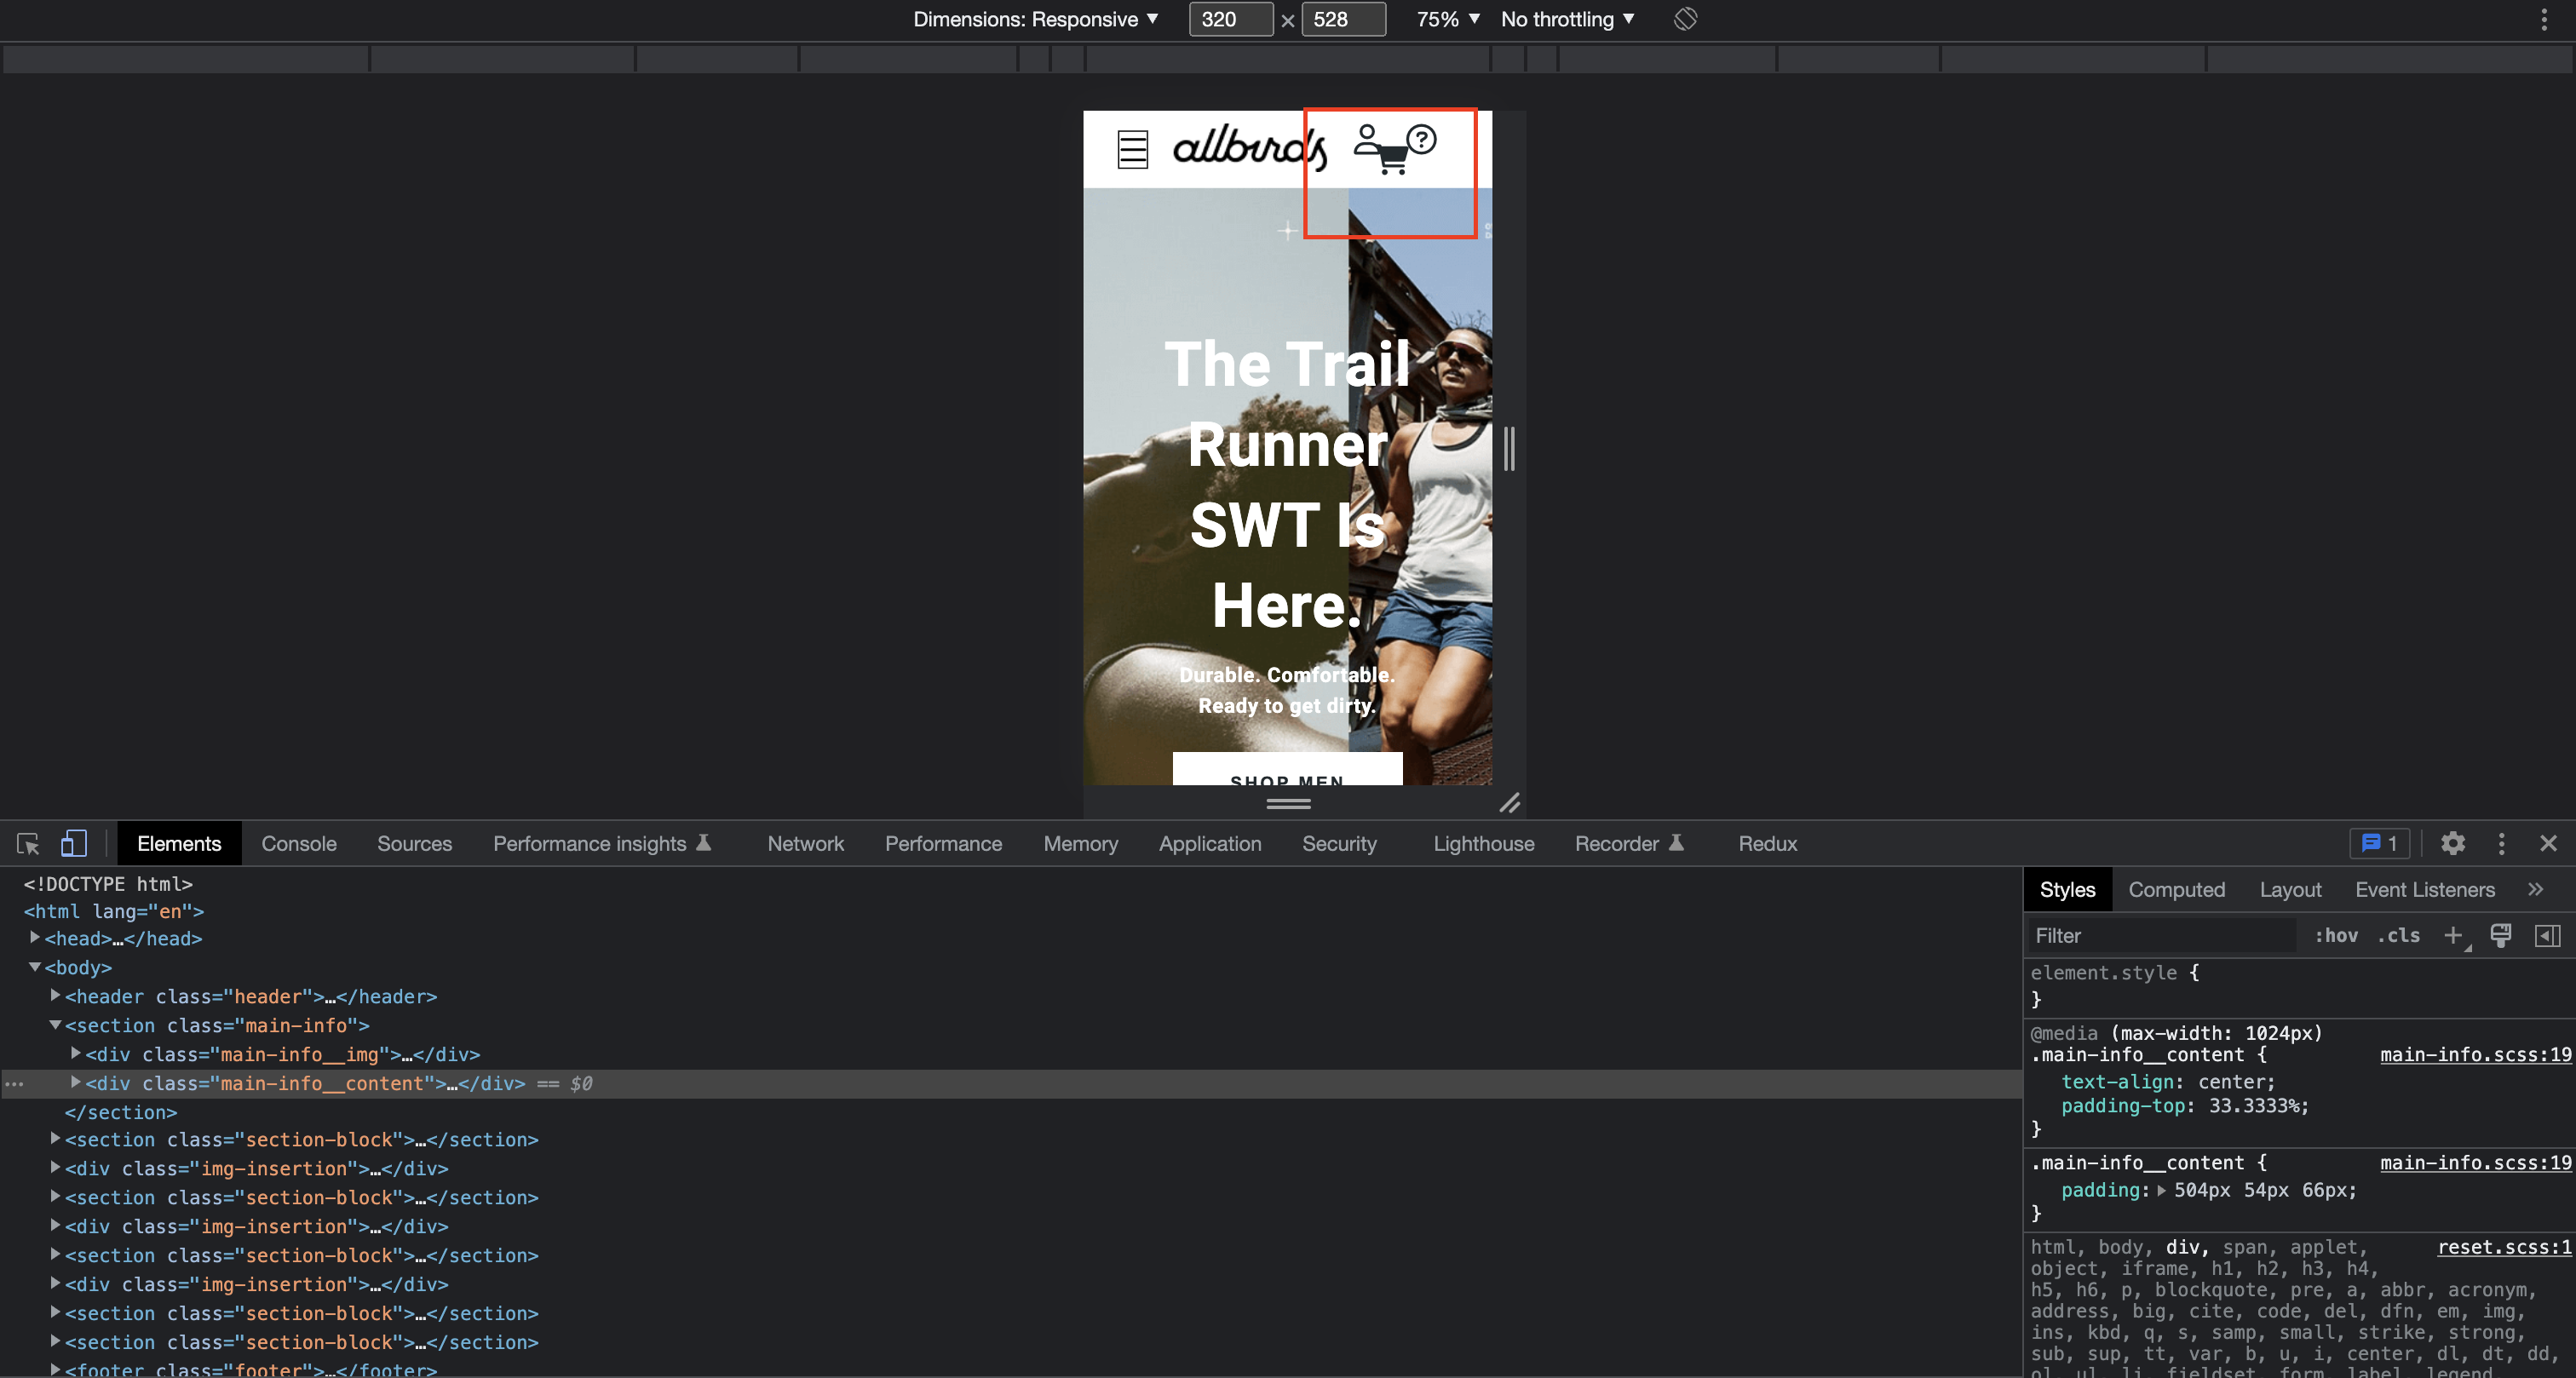 Dimensions: Responsive ▼ 320 × 528 75% ▼ No throttling ▼
allbirds
?
The Trail
Runner
SWT Is
Here.
Durable. Comfortable.
Ready to get dirty.
SHOP MEN
Elements Console Sources Performance insights Network Performance Memory Application Security Lighthouse Recorder Redux 1
<!DOCTYPE html>
<html lang="en">
<head>…</head>
<body>
<header class="header">…</header>
<section class="main-info">
<div class="main-info__img">…</div>
<div class="main-info__content">…</div> == $0
</section>
<section class="section-block">…</section>
<div class="img-insertion">…</div>
<section class="section-block">…</section>
<div class="img-insertion">…</div>
<section class="section-block">…</section>
<div class="img-insertion">…</div>
<section class="section-block">…</section>
<section class="section-block">…</section>
<footer class="footer">…</footer>
Styles Computed Layout Event Listeners »
Filter :hov .cls +
element.style {
}
@media (max-width: 1024px)
.main-info__content { main-info.scss:19
text-align: center;
padding-top: 33.3333%;
}
.main-info__content { main-info.scss:19
padding: 504px 54px 66px;
}
html, body, div, span, applet, reset.scss:1
object, iframe, h1, h2, h3, h4,
h5, h6, p, blockquote, pre, a, abbr, acronym,
address, big, cite, code, del, dfn, em, img,
ins, kbd, q, s, samp, small, strike, strong,
sub, sup, tt, var, b, u, i, center, dl, dt, dd,
ol, ul, li, fieldset, form, label, legend,